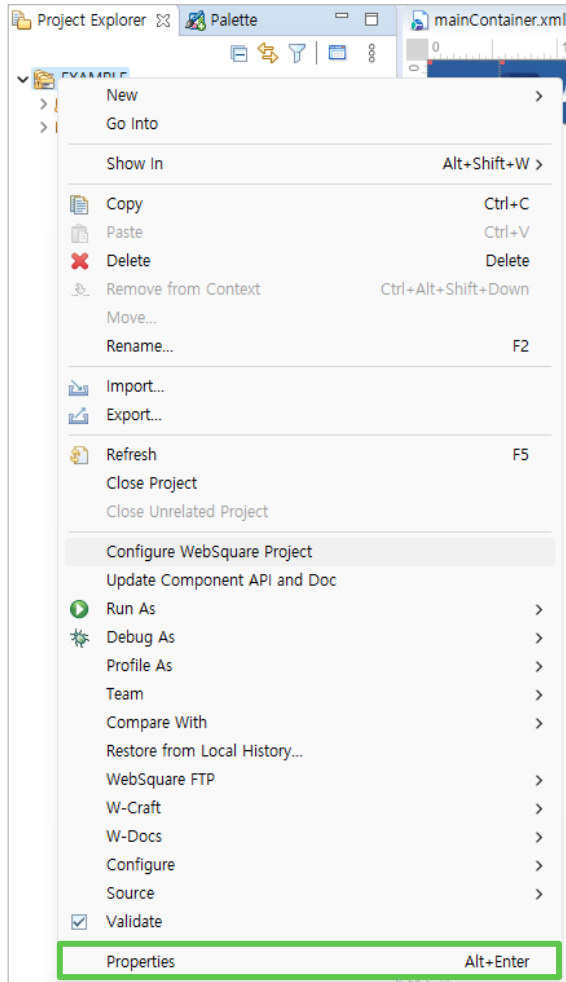 Project Explorer Palette mainContainer.xml
0
0
EXAMPLE
New
Go Into
Show In Alt+Shift+W
Copy Ctrl+C
Paste Ctrl+V
Delete Delete
Remove from Context Ctrl+Alt+Shift+Down
Move...
Rename... F2
Import...
Export...
Refresh F5
Close Project
Close Unrelated Project
Configure WebSquare Project
Update Component API and Doc
Run As
Debug As
Profile As
Team
Compare With
Restore from Local History...
WebSquare FTP
W-Craft
W-Docs
Configure
Source
Validate
Properties Alt+Enter